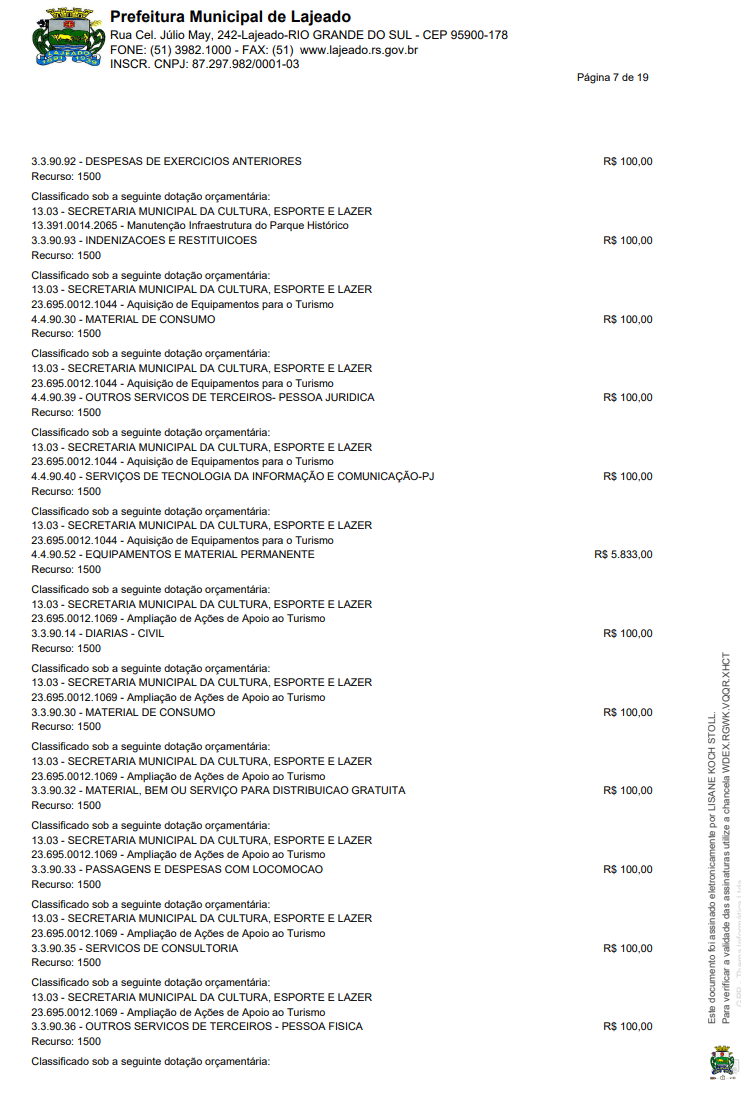 Prefeitura Municipal de Lajeado
Rua Cel. Júlio May, 242-Lajeado-RIO GRANDE DO SUL - CEP 95900-178
FONE: (51) 3982.1000 - FAX: (51) www.lajeado.rs.gov.br
INSCR. CNPJ: 87.297.982/0001-03
Página 7 de 19
3.3.90.92 - DESPESAS DE EXERCICIOS ANTERIORES R$ 100,00
Recurso: 1500
Classificado sob a seguinte dotação orçamentária:
13.03 - SECRETARIA MUNICIPAL DA CULTURA, ESPORTE E LAZER
13.391.0014.2065 - Manutenção Infraestrutura do Parque Histórico
3.3.90.93 - INDENIZACOES E RESTITUICOES R$ 100,00
Recurso: 1500
Classificado sob a seguinte dotação orçamentária:
13.03 - SECRETARIA MUNICIPAL DA CULTURA, ESPORTE E LAZER
23.695.0012.1044 - Aquisição de Equipamentos para o Turismo
4.4.90.30 - MATERIAL DE CONSUMO R$ 100,00
Recurso: 1500
Classificado sob a seguinte dotação orçamentária:
13.03 - SECRETARIA MUNICIPAL DA CULTURA, ESPORTE E LAZER
23.695.0012.1044 - Aquisição de Equipamentos para o Turismo
4.4.90.39 - OUTROS SERVICOS DE TERCEIROS- PESSOA JURIDICA R$ 100,00
Recurso: 1500
Classificado sob a seguinte dotação orçamentária:
13.03 - SECRETARIA MUNICIPAL DA CULTURA, ESPORTE E LAZER
23.695.0012.1044 - Aquisição de Equipamentos para o Turismo
4.4.90.40 - SERVIÇOS DE TECNOLOGIA DA INFORMAÇÃO E COMUNICAÇÃO-PJ R$ 100,00
Recurso: 1500
Classificado sob a seguinte dotação orçamentária:
13.03 - SECRETARIA MUNICIPAL DA CULTURA, ESPORTE E LAZER
23.695.0012.1044 - Aquisição de Equipamentos para o Turismo
4.4.90.52 - EQUIPAMENTOS E MATERIAL PERMANENTE R$ 5.833,00
Recurso: 1500
Classificado sob a seguinte dotação orçamentária:
13.03 - SECRETARIA MUNICIPAL DA CULTURA, ESPORTE E LAZER
23.695.0012.1069 - Ampliação de Ações de Apoio ao Turismo
3.3.90.14 - DIARIAS - CIVIL R$ 100,00
Recurso: 1500
Classificado sob a seguinte dotação orçamentária:
13.03 - SECRETARIA MUNICIPAL DA CULTURA, ESPORTE E LAZER
23.695.0012.1069 - Ampliação de Ações de Apoio ao Turismo
3.3.90.30 - MATERIAL DE CONSUMO R$ 100,00
Recurso: 1500
Classificado sob a seguinte dotação orçamentária:
13.03 - SECRETARIA MUNICIPAL DA CULTURA, ESPORTE E LAZER
23.695.0012.1069 - Ampliação de Ações de Apoio ao Turismo
3.3.90.32 - MATERIAL, BEM OU SERVIÇO PARA DISTRIBUICAO GRATUITA R$ 100,00
Recurso: 1500
Classificado sob a seguinte dotação orçamentária:
13.03 - SECRETARIA MUNICIPAL DA CULTURA, ESPORTE E LAZER
23.695.0012.1069 - Ampliação de Ações de Apoio ao Turismo
3.3.90.33 - PASSAGENS E DESPESAS COM LOCOMOCAO R$ 100,00
Recurso: 1500
Classificado sob a seguinte dotação orçamentária:
13.03 - SECRETARIA MUNICIPAL DA CULTURA, ESPORTE E LAZER
23.695.0012.1069 - Ampliação de Ações de Apoio ao Turismo
3.3.90.35 - SERVICOS DE CONSULTORIA R$ 100,00
Recurso: 1500
Classificado sob a seguinte dotação orçamentária:
13.03 - SECRETARIA MUNICIPAL DA CULTURA, ESPORTE E LAZER
23.695.0012.1069 - Ampliação de Ações de Apoio ao Turismo
3.3.90.36 - OUTROS SERVICOS DE TERCEIROS - PESSOA FISICA R$ 100,00
Recurso: 1500
Classificado sob a seguinte dotação orçamentária:
Este documento foi assinado eletronicamente por LISANE KOCH STOLL.
Para verificar a validade das assinaturas utilize a chancela WDEX.RGWK.VQQR.XHCT